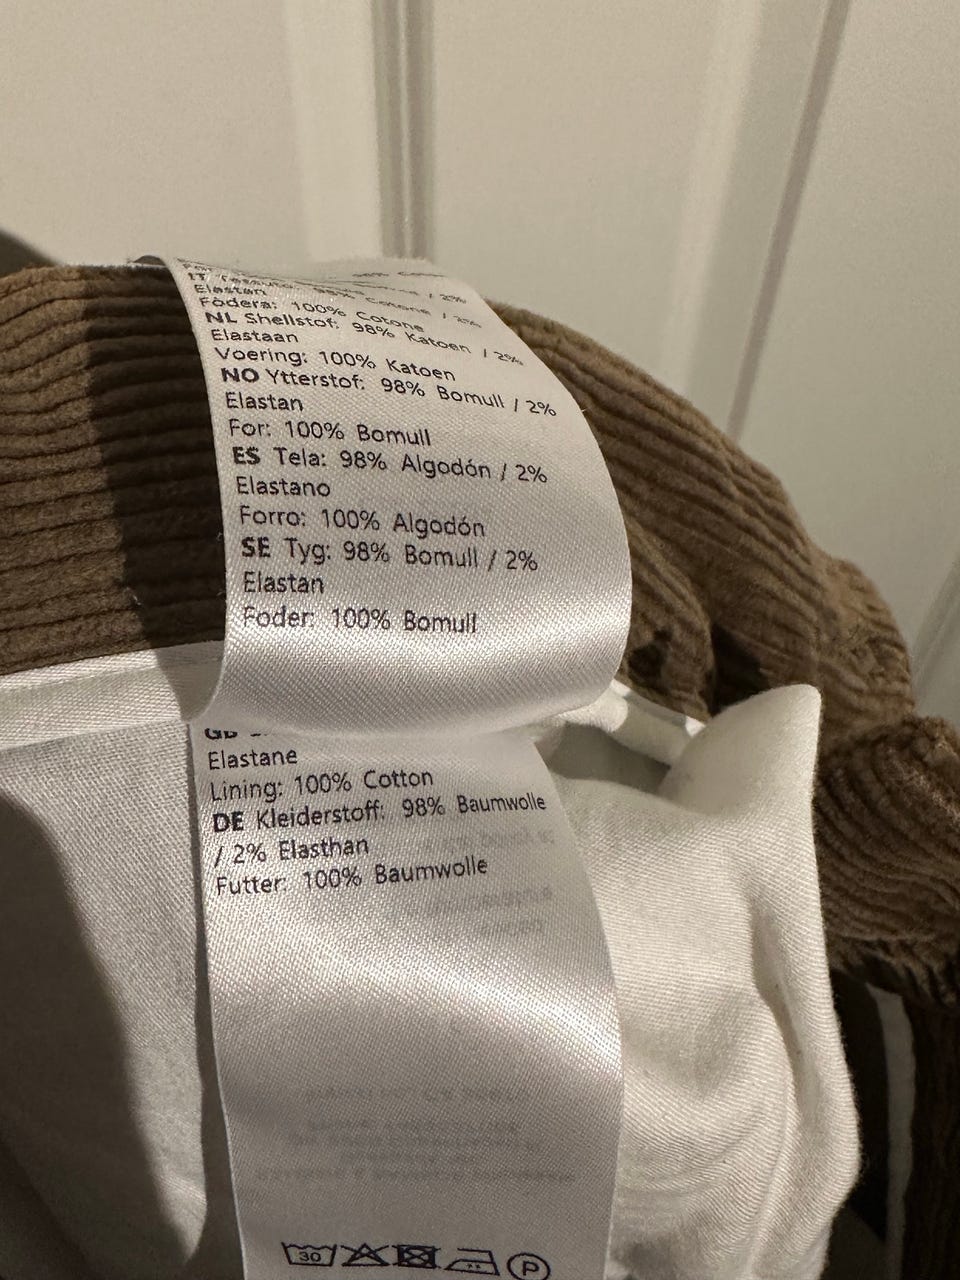 Elastan
Fodera: 100% Cotone
NL Shellstof: 98% Katoen / 2%
Elastaan
Voering: 100% Katoen
NO Ytterstof: 98% Bomull / 2%
Elastan
For: 100% Bomull
ES Tela: 98% Algodón / 2%
Elastano
Forro: 100% Algodón
SE Tyg: 98% Bomull / 2%
Elastan
Foder: 100% Bomull
GB
Elastane
Lining: 100% Cotton
DE Kleiderstoff: 98% Baumwolle
/ 2% Elasthan
Futter: 100% Baumwolle
30
P